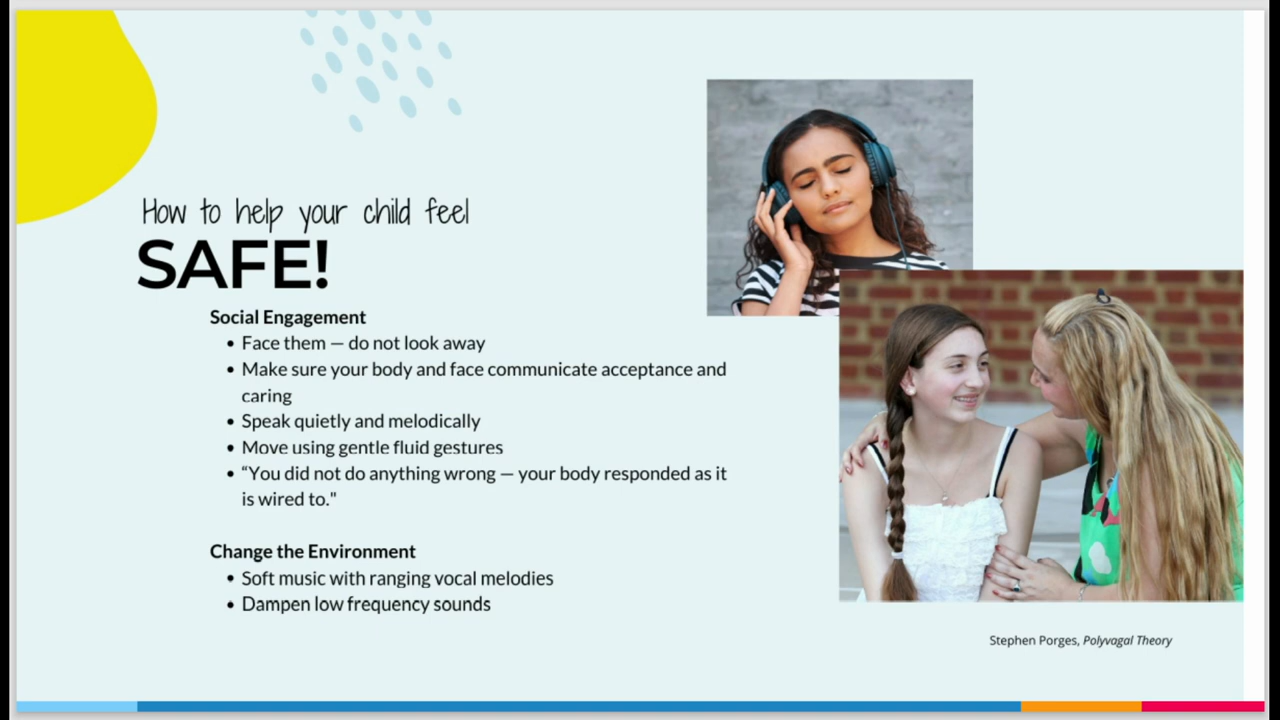 How to help your child feel
SAFE!
Social Engagement
• Face them — do not look away
• Make sure your body and face communicate acceptance and
caring
• Speak quietly and melodically
• Move using gentle fluid gestures
• “You did not do anything wrong — your body responded as it
is wired to."
Change the Environment
• Soft music with ranging vocal melodies
• Dampen low frequency sounds
Stephen Porges, Polyvagal Theory